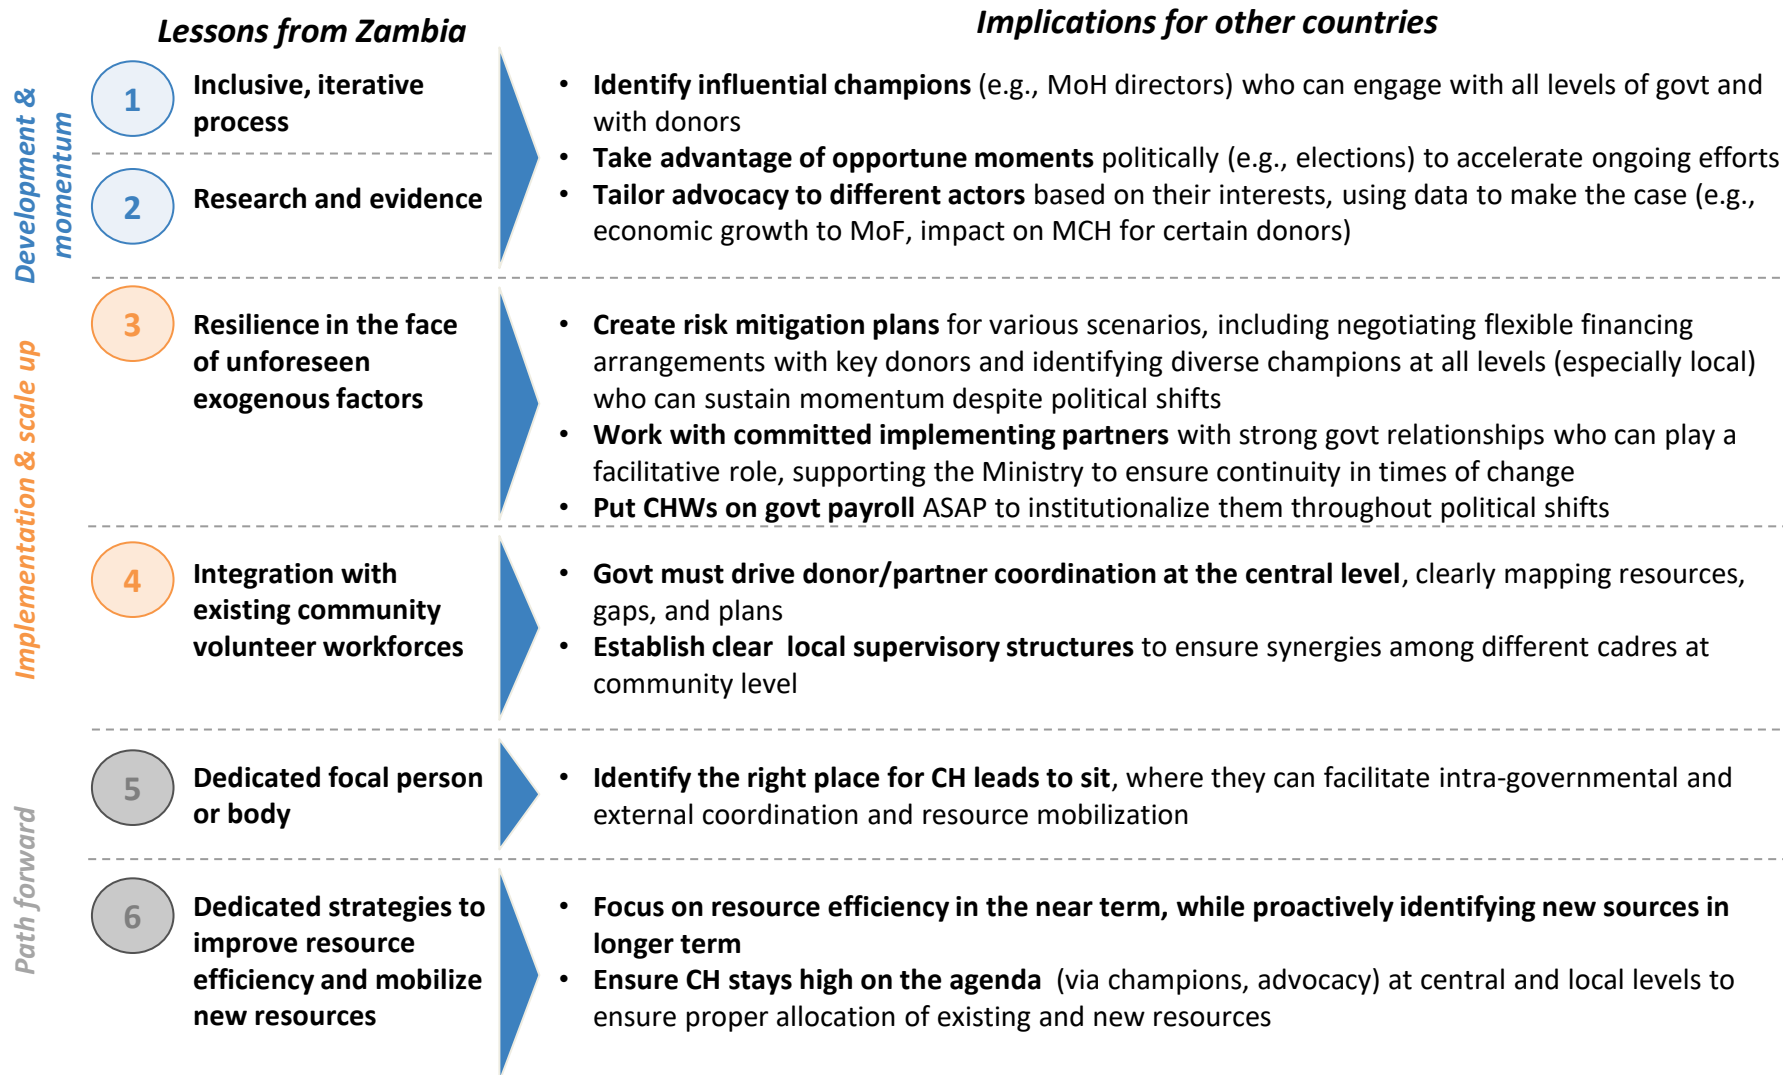 Lessons from Zambia
Implications for other countries
Development &
momentum
1
Inclusive, iterative
process
2
Research and evidence
• Identify influential champions (e.g., MoH directors) who can engage with all levels of govt and
with donors
• Take advantage of opportune moments politically (e.g., elections) to accelerate ongoing efforts
• Tailor advocacy to different actors based on their interests, using data to make the case (e.g.,
economic growth to MoF, impact on MCH for certain donors)
Implementation & scale up
3
Resilience in the face
of unforeseen
exogenous factors
• Create risk mitigation plans for various scenarios, including negotiating flexible financing
arrangements with key donors and identifying diverse champions at all levels (especially local)
who can sustain momentum despite political shifts
• Work with committed implementing partners with strong govt relationships who can play a
facilitative role, supporting the Ministry to ensure continuity in times of change
• Put CHWs on govt payroll ASAP to institutionalize them throughout political shifts
4
Integration with
existing community
volunteer workforces
• Govt must drive donor/partner coordination at the central level, clearly mapping resources,
gaps, and plans
• Establish clear  local supervisory structures to ensure synergies among different cadres at
community level
Path forward
5
Dedicated focal person
or body
• Identify the right place for CH leads to sit, where they can facilitate intra-governmental and
external coordination and resource mobilization
6
Dedicated strategies to
improve resource
efficiency and mobilize
new resources
• Focus on resource efficiency in the near term, while proactively identifying new sources in
longer term
• Ensure CH stays high on the agenda  (via champions, advocacy) at central and local levels to
ensure proper allocation of existing and new resources